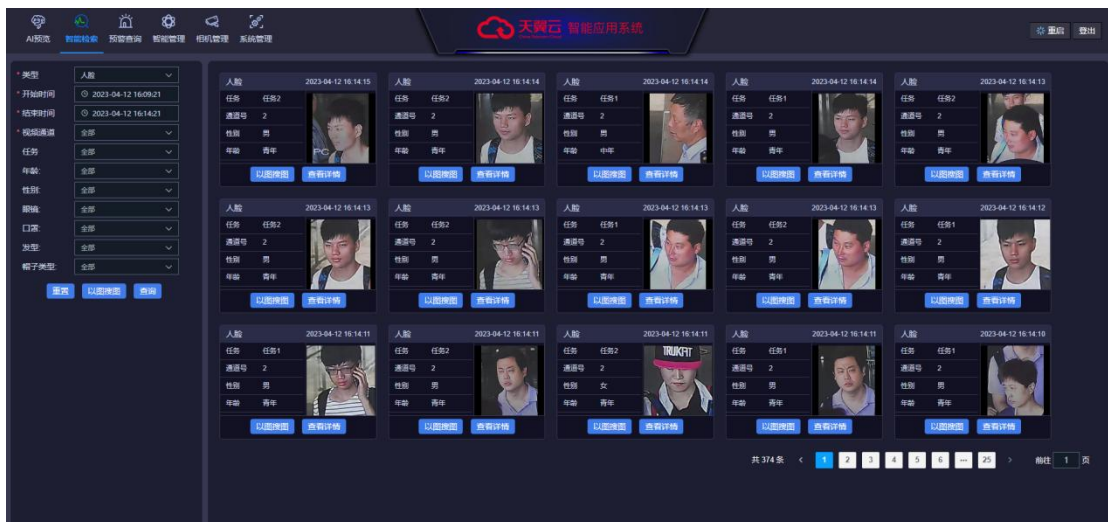 AI预览 智能检索 预警查询 智能管理 相机管理 系统管理
天翼云 智能应用系统
重启 登出
* 类型 人脸
* 开始时间 2023-04-12 16:09:21
* 结束时间 2023-04-12 16:14:21
* 视频通道 全部
任务 全部
年龄: 全部
性别: 全部
眼镜: 全部
口罩: 全部
发型: 全部
帽子类型: 全部
重置 以图搜图 查询
人脸 2023-04-12 16:14:15
任务 任务2
通道号 2
性别 男
年龄 青年
以图搜图 查看详情
人脸 2023-04-12 16:14:14
任务 任务2
通道号 2
性别 男
年龄 青年
以图搜图 查看详情
人脸 2023-04-12 16:14:14
任务 任务1
通道号 2
性别 男
年龄 中年
以图搜图 查看详情
人脸 2023-04-12 16:14:14
任务 任务1
通道号 2
性别 男
年龄 青年
以图搜图 查看详情
人脸 2023-04-12 16:14:13
任务 任务2
通道号 2
性别 男
年龄 青年
以图搜图 查看详情
人脸 2023-04-12 16:14:13
任务 任务2
通道号 2
性别 男
年龄 青年
以图搜图 查看详情
人脸 2023-04-12 16:14:13
任务 任务2
通道号 2
性别 男
年龄 青年
以图搜图 查看详情
人脸 2023-04-12 16:14:13
任务 任务1
通道号 2
性别 男
年龄 青年
以图搜图 查看详情
人脸 2023-04-12 16:14:13
任务 任务2
通道号 2
性别 男
年龄 青年
以图搜图 查看详情
人脸 2023-04-12 16:14:12
任务 任务1
通道号 2
性别 男
年龄 青年
以图搜图 查看详情
人脸 2023-04-12 16:14:11
任务 任务1
通道号 2
性别 男
年龄 青年
以图搜图 查看详情
人脸 2023-04-12 16:14:11
任务 任务2
通道号 2
性别 男
年龄 青年
以图搜图 查看详情
人脸 2023-04-12 16:14:11
任务 任务2
通道号 2
性别 女
年龄 青年
TRUKFIT
以图搜图 查看详情
人脸 2023-04-12 16:14:11
任务 任务1
通道号 2
性别 男
年龄 青年
以图搜图 查看详情
人脸 2023-04-12 16:14:10
任务 任务1
通道号 2
性别 男
年龄 青年
以图搜图 查看详情
共 374 条 < 1 2 3 4 5 6 ••• 25 > 前往 1 页